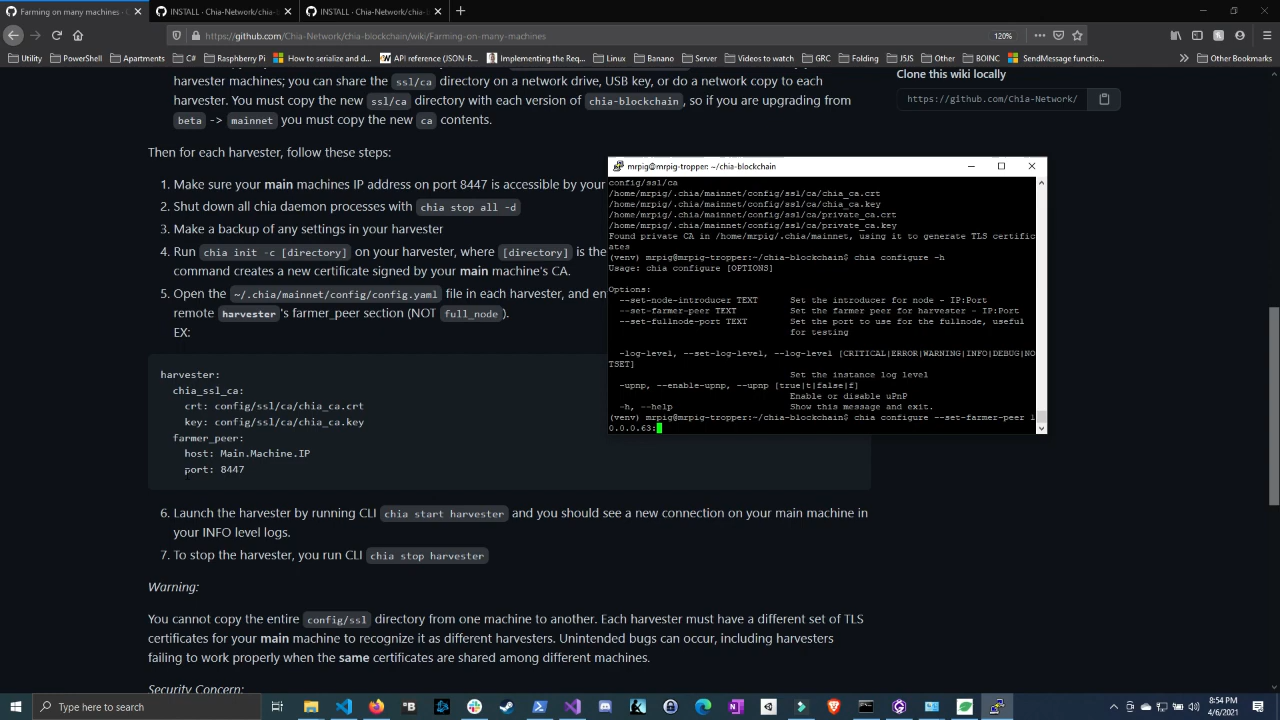 Farming on many machines · C
INSTALL · Chia-Network/chia-b
INSTALL · Chia-Network/chia-b
https://github.com/Chia-Network/chia-blockchain/wiki/Farming-on-many-machines
120%
Utility
PowerShell
Apartments
Chia
Raspberry Pi
How to serialize and d...
API reference (JSON-...
Implementing the Req...
Linux
Banano
Server
Videos to watch
GRC
Folding
JSJS
Other
BOINC
SendMessage functio...
Other Bookmarks
harvester machines; you can share the ssl/ca directory on a network drive, USB key, or do a network copy to each
harvester. You must copy the new ssl/ca directory with each version of chia-blockchain, so if you are upgrading from
beta -> mainnet you must copy the new ca contents.
Clone this wiki locally
https://github.com/Chia-Network/
Then for each harvester, follow these steps:
1. Make sure your main machines IP address on port 8447 is accessible by your
2. Shut down all chia daemon processes with chia stop all -d
3. Make a backup of any settings in your harvester
4. Run chia init -c [directory] on your harvester, where [directory] is the
command creates a new certificate signed by your main machine's CA.
5. Open the ~/.chia/mainnet/config/config.yaml file in each harvester, and en
remote harvester's farmer_peer section (NOT full_node).
EX:
harvester:
chia_ssl_ca:
crt: config/ssl/ca/chia_ca.crt
key: config/ssl/ca/chia_ca.key
farmer_peer:
host: Main.Machine.IP
port: 8447
mrpig@mrpig-tropper: ~/chia-blockchain
config/ssl/ca
/home/mrpig/.chia/mainnet/config/ssl/ca/chia_ca.crt
/home/mrpig/.chia/mainnet/config/ssl/ca/chia_ca.key
/home/mrpig/.chia/mainnet/config/ssl/ca/private_ca.crt
/home/mrpig/.chia/mainnet/config/ssl/ca/private_ca.key
Found private CA in /home/mrpig/.chia/mainnet, using it to generate TLS certific
ates
(venv) mrpig@mrpig-tropper:~/chia-blockchain$ chia configure -h
Usage: chia configure [OPTIONS]
Options:
--set-node-introducer TEXT Set the introducer for node - IP:Port
--set-farmer-peer TEXT Set the farmer peer for harvester - IP:Port
--set-fullnode-port TEXT Set the port to use for the fullnode, useful
for testing
-log-level, --set-log-level, --log-level [CRITICAL|ERROR|WARNING|INFO|DEBUG|NO
TSET]
Set the instance log level
-upnp, --enable-upnp, --upnp [true|t|false|f]
Enable or disable uPnP
-h, --help Show this message and exit.
(venv) mrpig@mrpig-tropper:~/chia-blockchain$ chia configure --set-farmer-peer 1
0.0.0.63:
6. Launch the harvester by running CLI chia start harvester and you should see a new connection on your main machine in
your INFO level logs.
7. To stop the harvester, you run CLI chia stop harvester
Warning:
You cannot copy the entire config/ssl directory from one machine to another. Each harvester must have a different set of TLS
certificates for your main machine to recognize it as different harvesters. Unintended bugs can occur, including harvesters
failing to work properly when the same certificates are shared among different machines.
Security Concern:
Type here to search
8:54 PM
4/6/2021